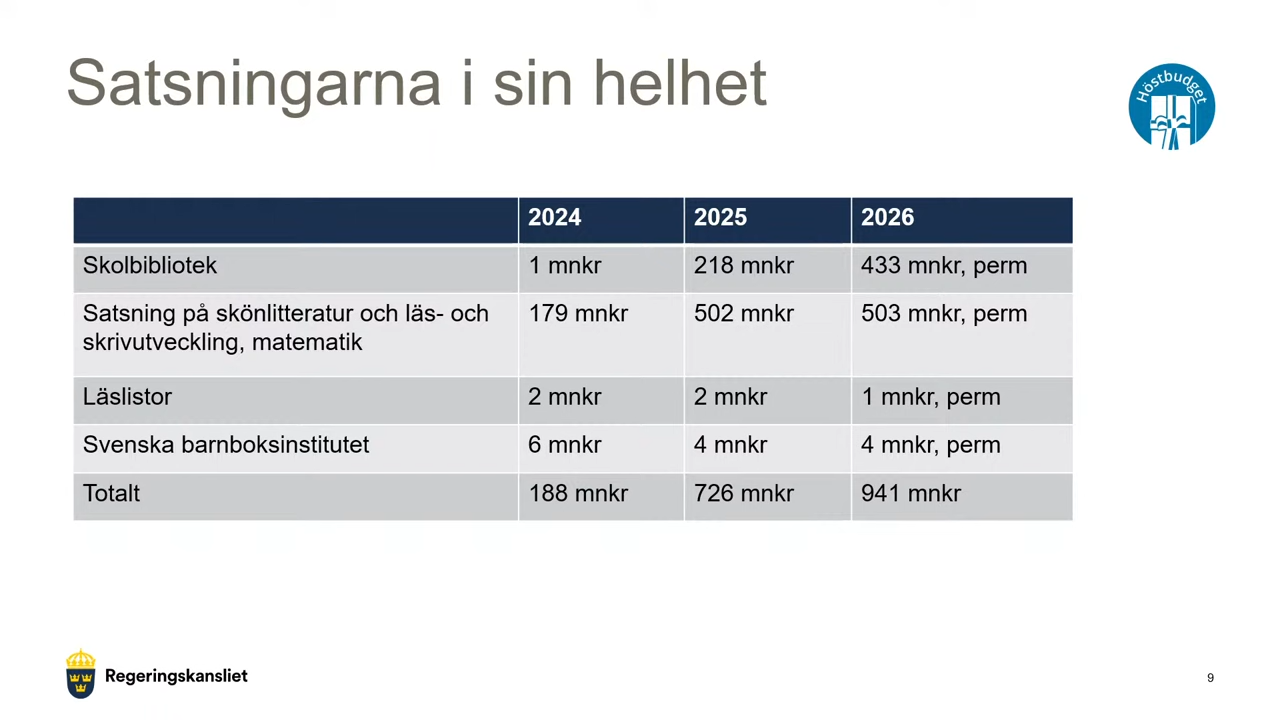 Satsningarna i sin helhet
Höstbudget
2024 2025 2026
Skolbibliotek 1 mnkr 218 mnkr 433 mnkr, perm
Satsning på skönlitteratur och läs- och 179 mnkr 502 mnkr 503 mnkr, perm
skrivutveckling, matematik
Läslistor 2 mnkr 2 mnkr 1 mnkr, perm
Svenska barnboksinstitutet 6 mnkr 4 mnkr 4 mnkr, perm
Totalt 188 mnkr 726 mnkr 941 mnkr
Regeringskansliet
9